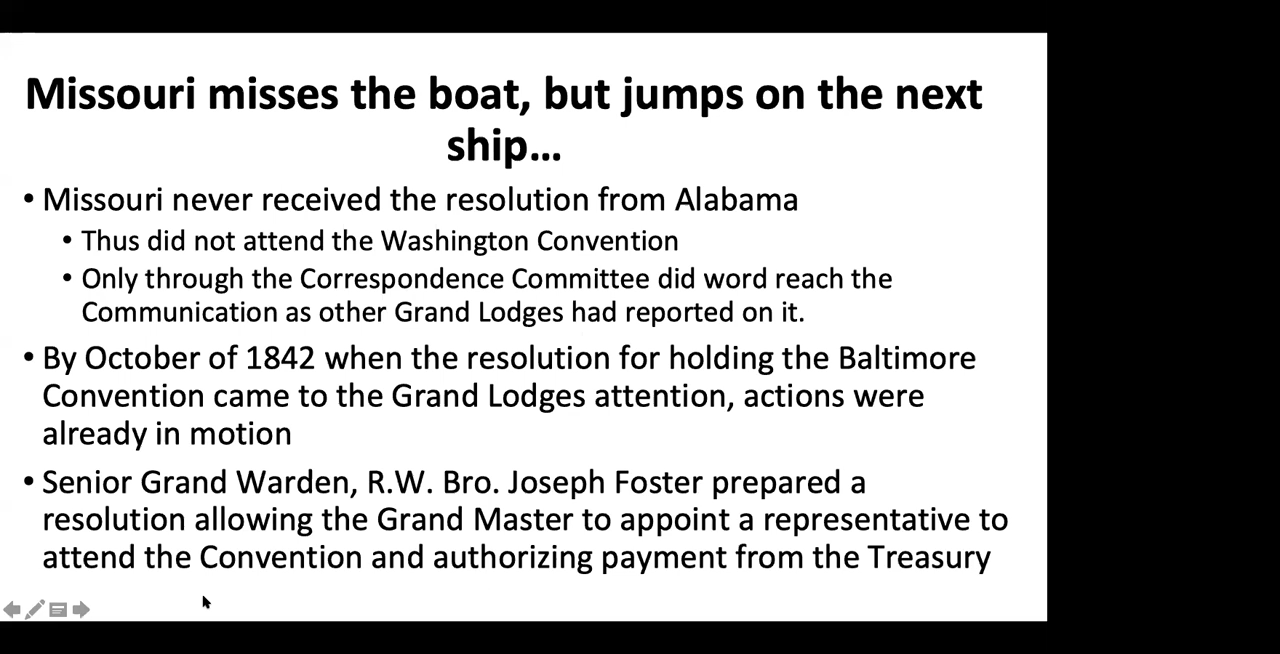 Missouri misses the boat, but jumps on the next
ship...
• Missouri never received the resolution from Alabama
• Thus did not attend the Washington Convention
• Only through the Correspondence Committee did word reach the
Communication as other Grand Lodges had reported on it.
• By October of 1842 when the resolution for holding the Baltimore
Convention came to the Grand Lodges attention, actions were
already in motion
• Senior Grand Warden, R.W. Bro. Joseph Foster prepared a
resolution allowing the Grand Master to appoint a representative to
attend the Convention and authorizing payment from the Treasury